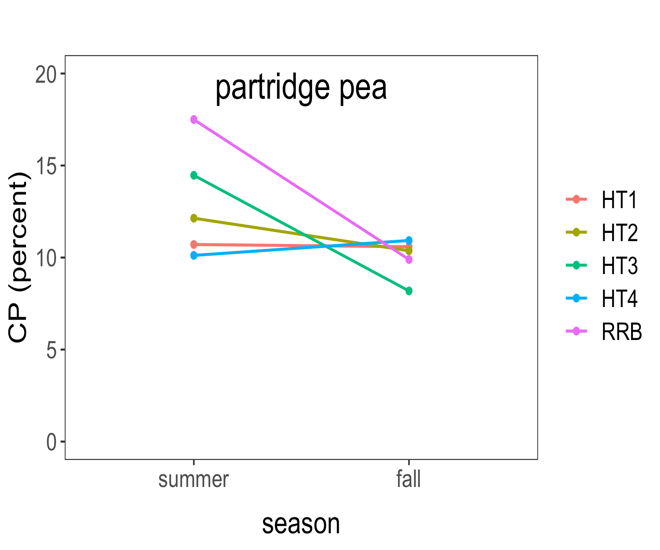 partridge pea
20
15
10
5
0
CP (percent)
summer
fall
season
HT1
HT2
HT3
HT4
RRB